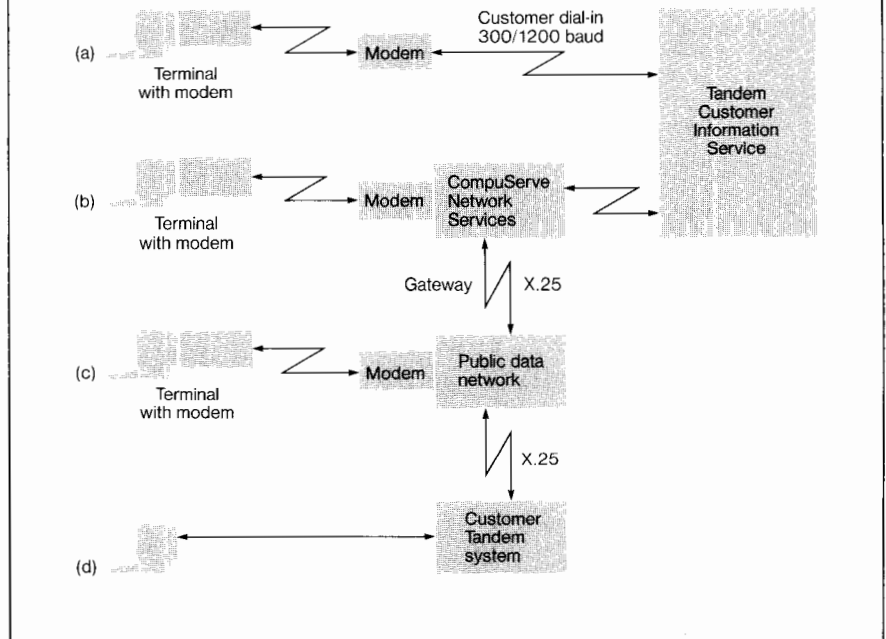 Customer dial-in
300/1200 baud
(a)
Modem
Terminal
with modem
Tandem
Customer
Information
Service
(b)
Modem
CompuServe
Network
Services
Terminal
with modem
Gateway
X.25
(c)
Modem
Public data
network
Terminal
with modem
X.25
Customer
Tandem
system
(d)